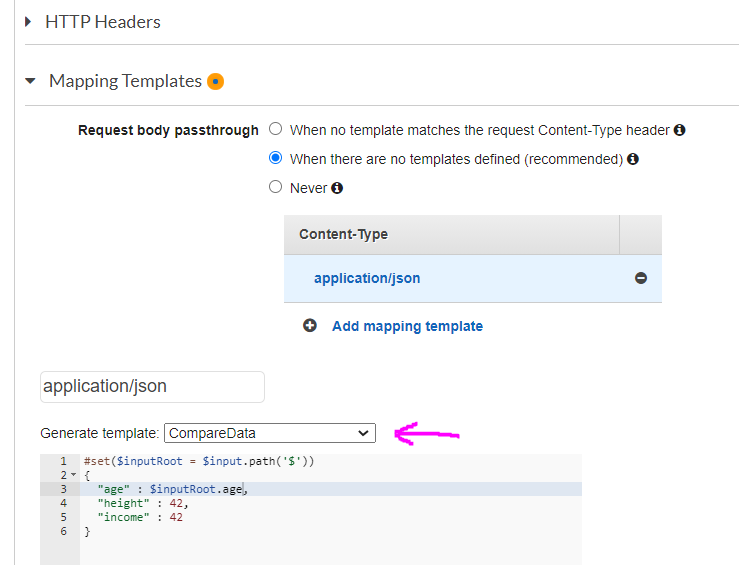 HTTP Headers
Mapping Templates
Request body passthrough
When no template matches the request Content-Type header
When there are no templates defined (recommended)
Never
Content-Type
application/json
Add mapping template
application/json
Generate template: CompareData
1 #set($inputRoot = $input.path('$'))
2 {
3 "age" : $inputRoot.age,
4 "height" : 42,
5 "income" : 42
6 }